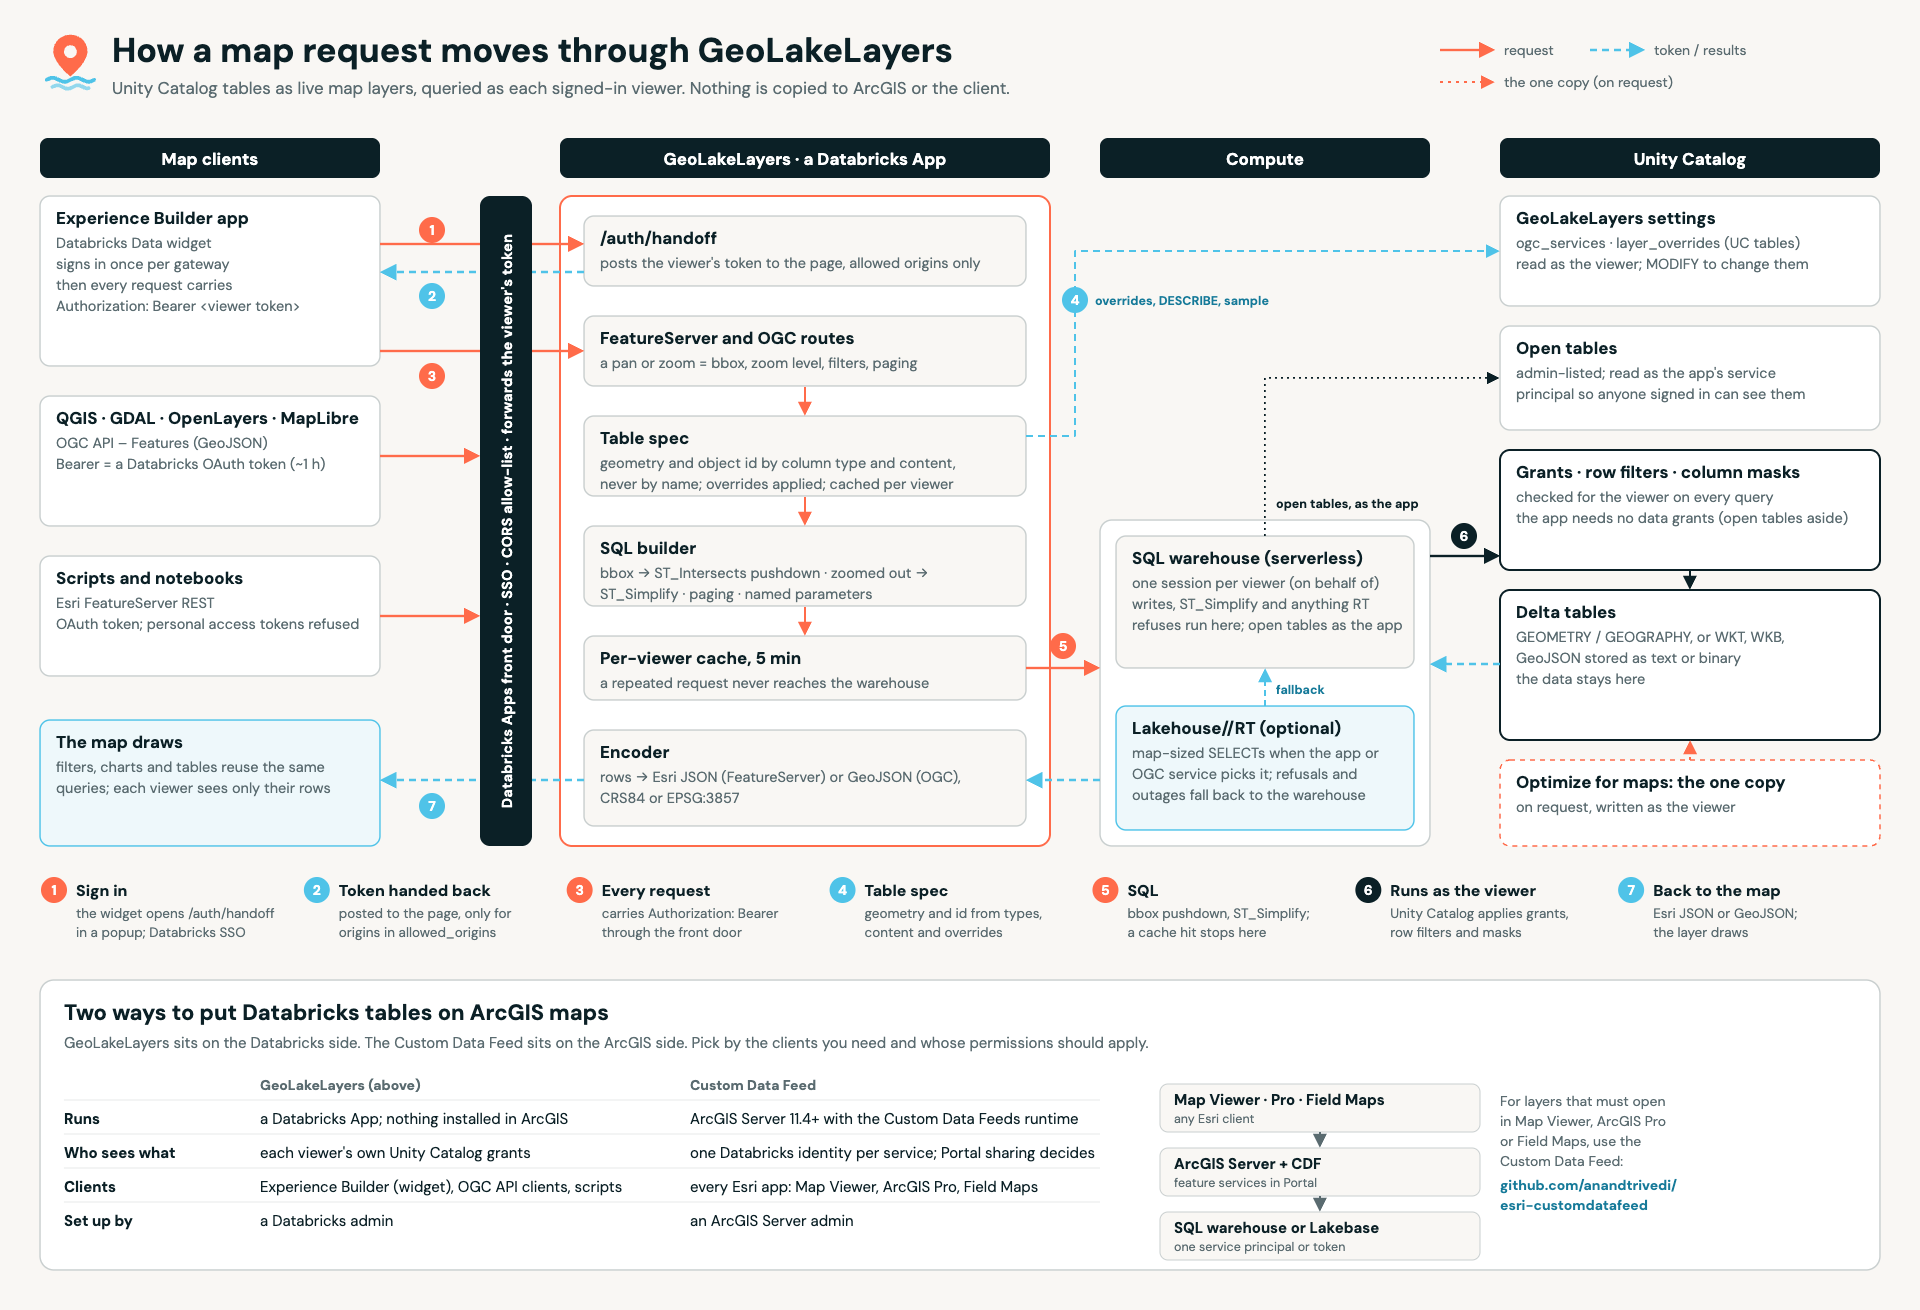 How a map request moves through GeoLakeLayers
Unity Catalog tables as live map layers, queried as each signed-in viewer. Nothing is copied to ArcGIS or the client.
request
token / results
the one copy (on request)
Map clients
GeoLakeLayers · a Databricks App
Compute
Unity Catalog
Experience Builder app
Databricks Data widget
signs in once per gateway
then every request carries
Authorization: Bearer <viewer token>
QGIS · GDAL · OpenLayers · MapLibre
OGC API – Features (GeoJSON)
Bearer = a Databricks OAuth token (~1 h)
Scripts and notebooks
Esri FeatureServer REST
OAuth token; personal access tokens refused
The map draws
filters, charts and tables reuse the same
queries; each viewer sees only their rows
1
2
3
7
Databricks Apps front door · SSO · CORS allow-list · forwards the viewer's token
/auth/handoff
posts the viewer's token to the page, allowed origins only
FeatureServer and OGC routes
a pan or zoom = bbox, zoom level, filters, paging
Table spec
geometry and object id by column type and content,
never by name; overrides applied; cached per viewer
SQL builder
bbox → ST_Intersects pushdown · zoomed out →
ST_Simplify · paging · named parameters
Per-viewer cache, 5 min
a repeated request never reaches the warehouse
Encoder
rows → Esri JSON (FeatureServer) or GeoJSON (OGC),
CRS84 or EPSG:3857
4
overrides, DESCRIBE, sample
5
open tables, as the app
SQL warehouse (serverless)
one session per viewer (on behalf of)
writes, ST_Simplify and anything RT
refuses run here; open tables as the app
fallback
Lakehouse//RT (optional)
map-sized SELECTs when the app or
OGC service picks it; refusals and
outages fall back to the warehouse
6
GeoLakeLayers settings
ogc_services · layer_overrides (UC tables)
read as the viewer; MODIFY to change them
Open tables
admin-listed; read as the app's service
principal so anyone signed in can see them
Grants · row filters · column masks
checked for the viewer on every query
the app needs no data grants (open tables aside)
Delta tables
GEOMETRY / GEOGRAPHY, or WKT, WKB,
GeoJSON stored as text or binary
the data stays here
Optimize for maps: the one copy
on request, written as the viewer
1 Sign in
the widget opens /auth/handoff
in a popup; Databricks SSO
2 Token handed back
posted to the page, only for
origins in allowed_origins
3 Every request
carries Authorization: Bearer
through the front door
4 Table spec
geometry and id from types,
content and overrides
5 SQL
bbox pushdown, ST_Simplify;
a cache hit stops here
6 Runs as the viewer
Unity Catalog applies grants,
row filters and masks
7 Back to the map
Esri JSON or GeoJSON;
the layer draws
Two ways to put Databricks tables on ArcGIS maps
GeoLakeLayers sits on the Databricks side. The Custom Data Feed sits on the ArcGIS side. Pick by the clients you need and whose permissions should apply.
GeoLakeLayers (above) Custom Data Feed
Runs a Databricks App; nothing installed in ArcGIS ArcGIS Server 11.4+ with the Custom Data Feeds runtime
Who sees what each viewer's own Unity Catalog grants one Databricks identity per service; Portal sharing decides
Clients Experience Builder (widget), OGC API clients, scripts every Esri app: Map Viewer, ArcGIS Pro, Field Maps
Set up by a Databricks admin an ArcGIS Server admin
Map Viewer · Pro · Field Maps
any Esri client
ArcGIS Server + CDF
feature services in Portal
SQL warehouse or Lakebase
one service principal or token
For layers that must open
in Map Viewer, ArcGIS Pro
or Field Maps, use the
Custom Data Feed:
github.com/anandtrivedi/
esri-customdatafeed